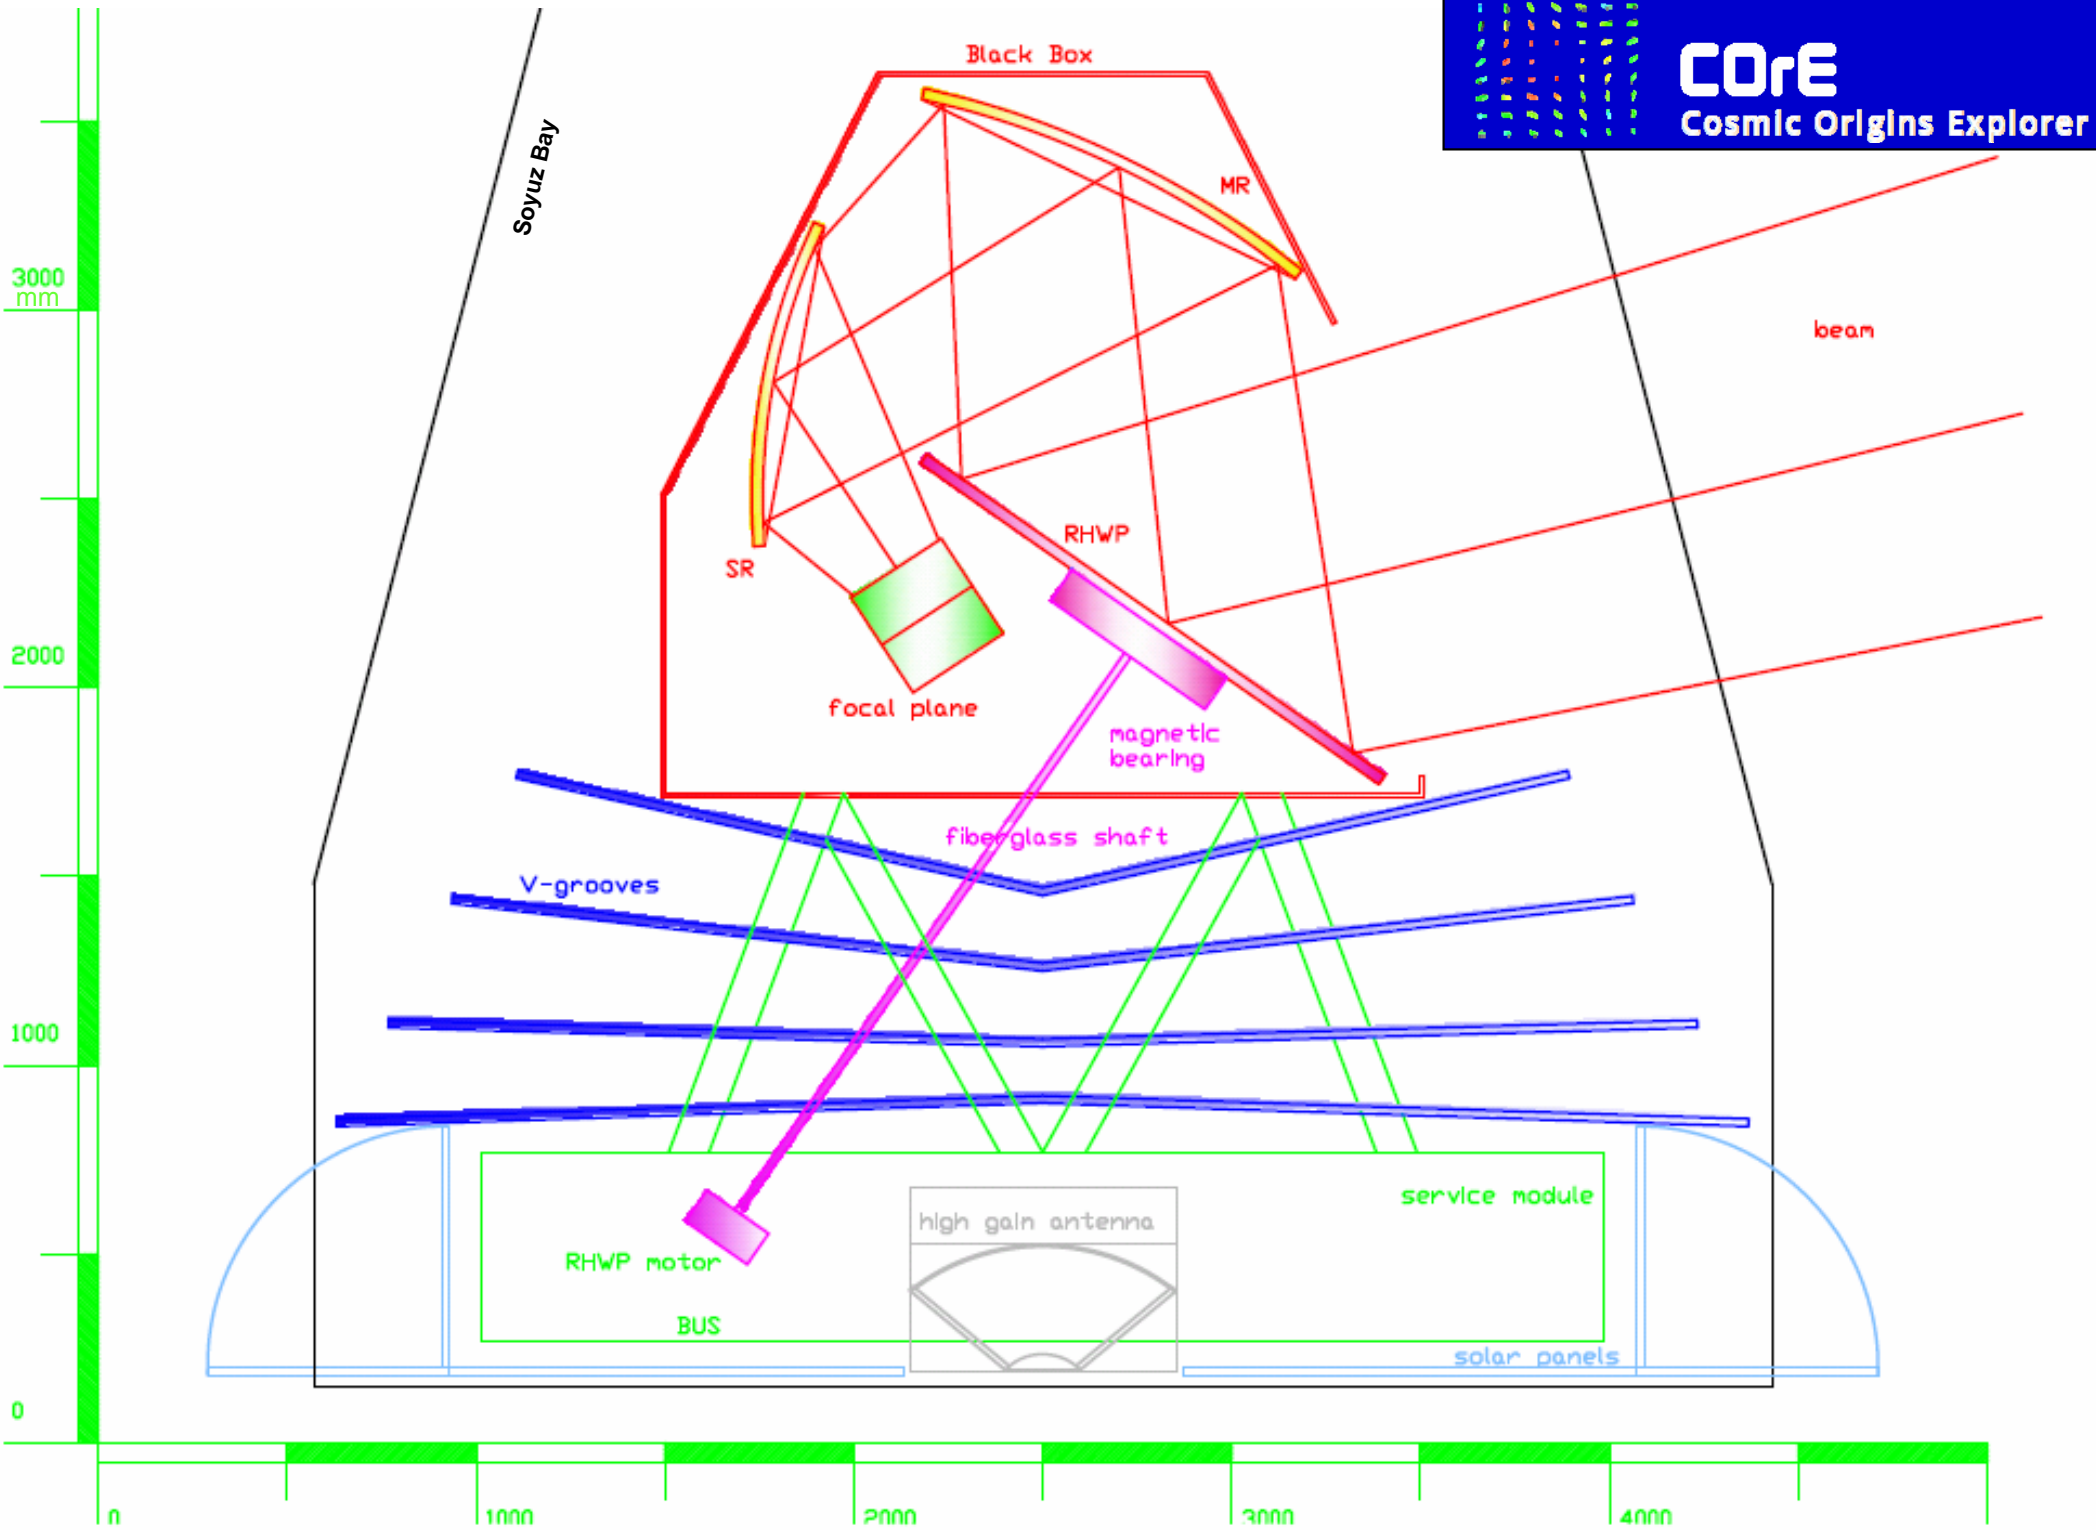 COrE
Cosmic Origins Explorer
Black Box
Soyuz Bay
MR
3000
mm
beam
RHWP
SR
2000
focal plane
magnetic
bearing
fiberglass shaft
V-grooves
1000
service module
high gain antenna
RHWP motor
BUS
solar panels
0
0
1000
2000
3000
4000